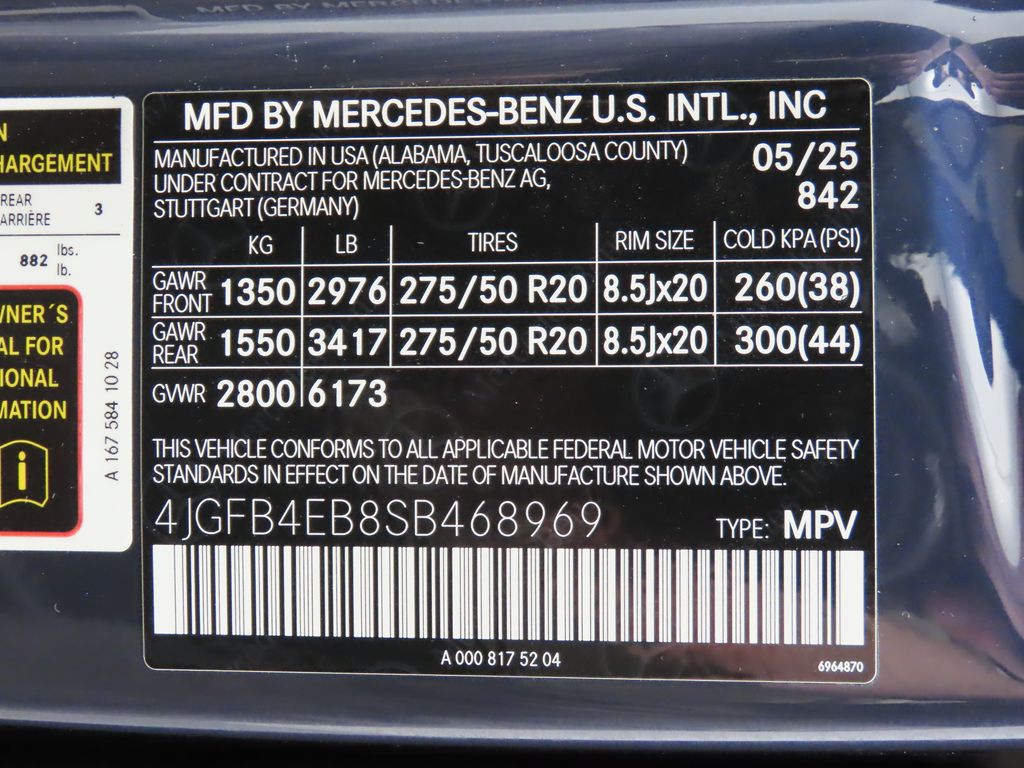 MFD BY MERCEDES-BENZ U.S. INTL., INC
MANUFACTURED IN USA (ALABAMA, TUSCALOOSA COUNTY) 05/25
UNDER CONTRACT FOR MERCEDES-BENZ AG, 842
STUTTGART (GERMANY)
KG LB TIRES RIM SIZE COLD KPA (PSI)
GAWR FRONT 1350 2976 275/50 R20 8.5Jx20 260(38)
GAWR REAR 1550 3417 275/50 R20 8.5Jx20 300(44)
GVWR 2800 6173
THIS VEHICLE CONFORMS TO ALL APPLICABLE FEDERAL MOTOR VEHICLE SAFETY
STANDARDS IN EFFECT ON THE DATE OF MANUFACTURE SHOWN ABOVE.
4JGFB4EB8SB468969 TYPE: MPV
A 000 817 52 04
6964870
N
HARGEMENT
REAR
ARRIÈRE 3
882 lbs.
lb.
NER´S
AL FOR
IONAL
MATION
i
A 167 584 10 28